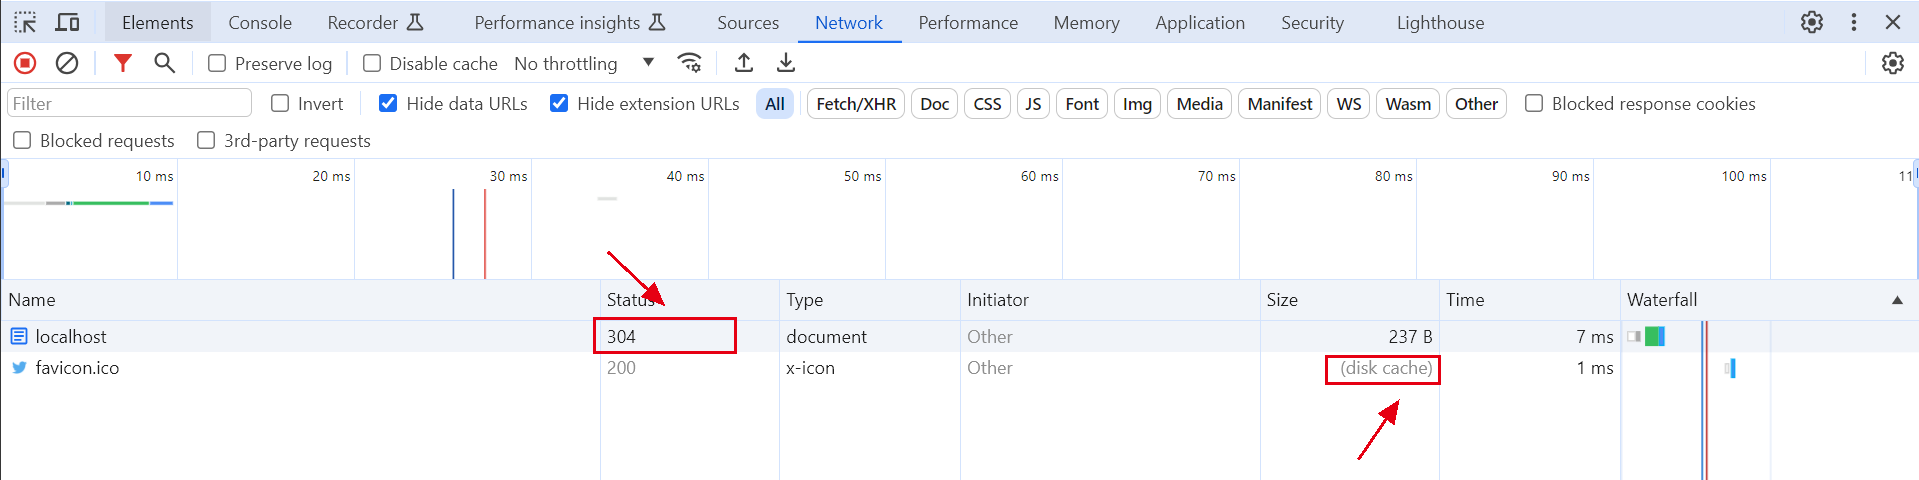 Elements Console Recorder Performance insights Sources Network Performance Memory Application Security Lighthouse
Preserve log Disable cache No throttling
Filter Invert Hide data URLs Hide extension URLs All Fetch/XHR Doc CSS JS Font Img Media Manifest WS Wasm Other Blocked response cookies
Blocked requests 3rd-party requests
10 ms 20 ms 30 ms 40 ms 50 ms 60 ms 70 ms 80 ms 90 ms 100 ms 11
Name Status Type Initiator Size Time Waterfall
localhost 304 document Other 237 B 7 ms
favicon.ico 200 x-icon Other (disk cache) 1 ms